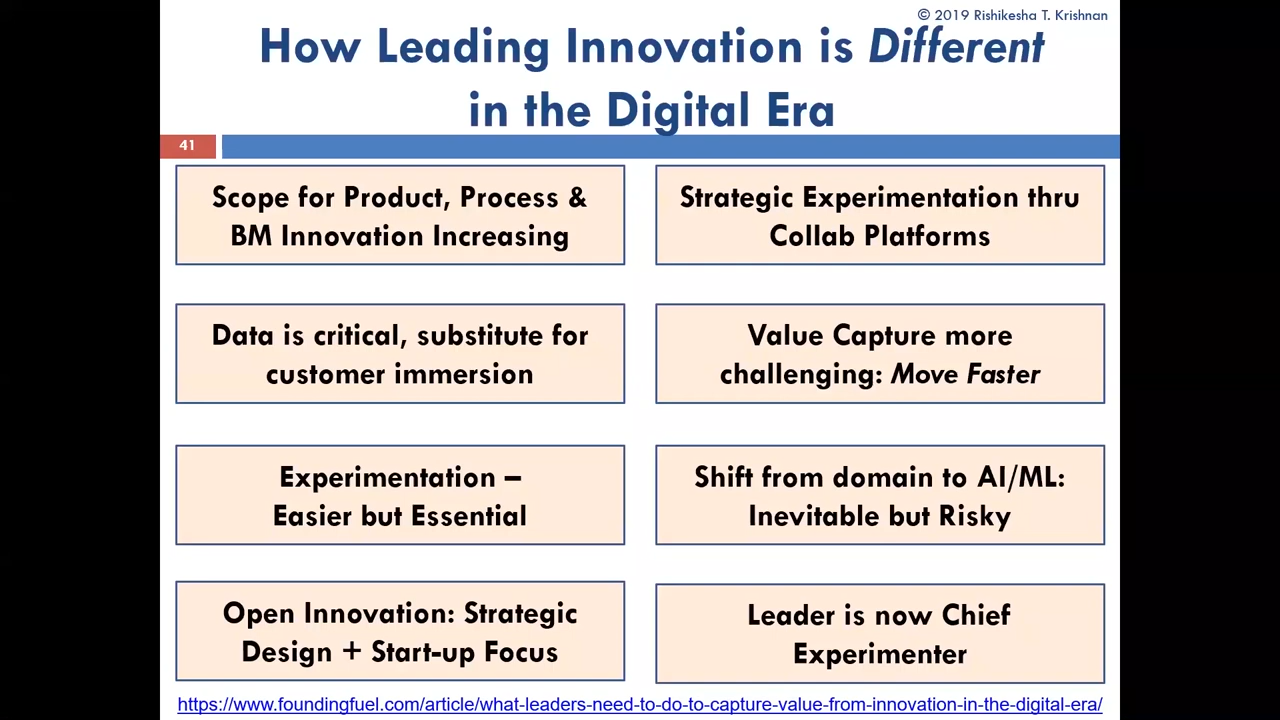 © 2019 Rishikesha T. Krishnan
How Leading Innovation is Different
in the Digital Era
41
Scope for Product, Process &
BM Innovation Increasing
Strategic Experimentation thru
Collab Platforms
Data is critical, substitute for
customer immersion
Value Capture more
challenging: Move Faster
Experimentation –
Easier but Essential
Shift from domain to AI/ML:
Inevitable but Risky
Open Innovation: Strategic
Design + Start-up Focus
Leader is now Chief
Experimenter
https://www.foundingfuel.com/article/what-leaders-need-to-do-to-capture-value-from-innovation-in-the-digital-era/